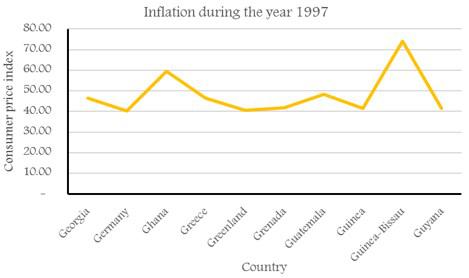 Inflation during the year 1997
80.00
70.00
60.00
50.00
40.00
30.00
20.00
10.00
-
Consumer price index
Georgia
Germany
Ghana
Greece
Greenland
Grenada
Guatemala
Guinea
Guinea-Bissau
Guyana
Country